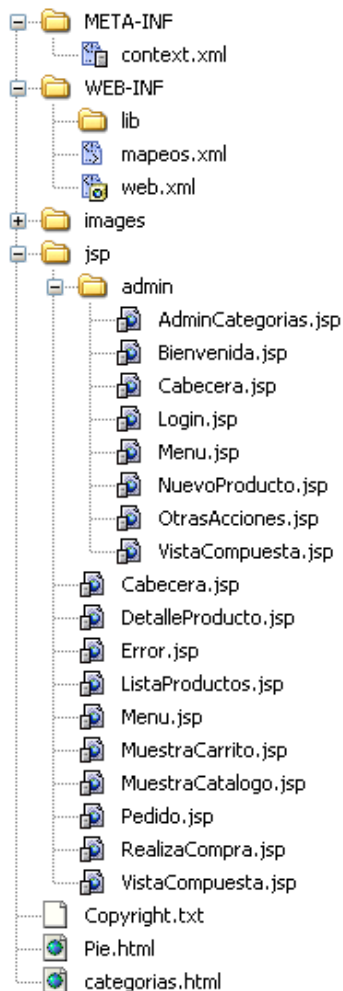 META-INF
context.xml
WEB-INF
lib
mapeos.xml
web.xml
images
jsp
admin
AdminCategorias.jsp
Bienvenida.jsp
Cabecera.jsp
Login.jsp
Menu.jsp
NuevoProducto.jsp
OtrasAcciones.jsp
VistaCompuesta.jsp
Cabecera.jsp
DetalleProducto.jsp
Error.jsp
ListaProductos.jsp
Menu.jsp
MuestraCarrito.jsp
MuestraCatalogo.jsp
Pedido.jsp
RealizaCompra.jsp
VistaCompuesta.jsp
Copyright.txt
Pie.html
categorias.html